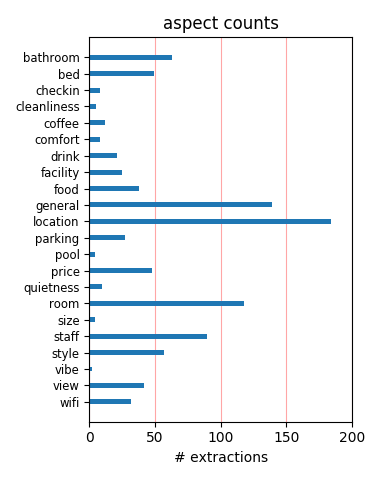 aspect counts
bathroom
bed
checkin
cleanliness
coffee
comfort
drink
facility
food
general
location
parking
pool
price
quietness
room
size
staff
style
vibe
view
wifi
0 50 100 150 200
# extractions